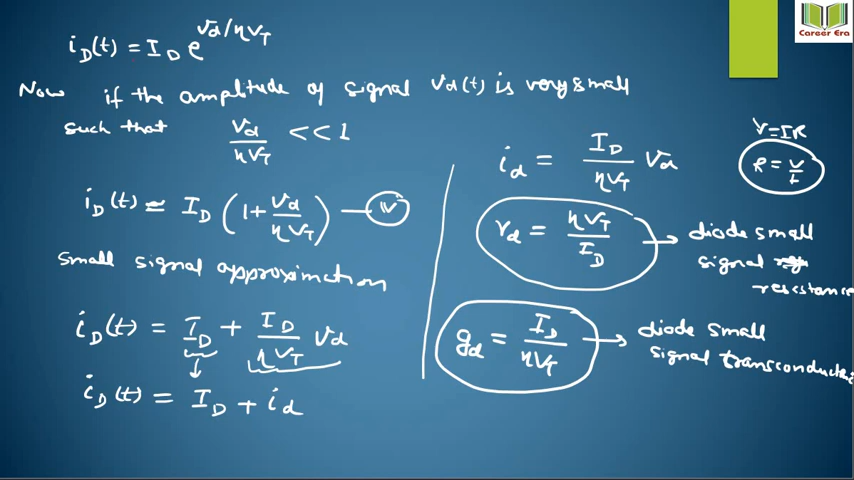 Career Era
i_D(t) = I_D e^{v_d/ηV_T}
Now if the amplitude of signal v_d(t) is very small
such that v_d/ηV_T << 1
i_D(t) ≃ I_D (1 + v_d/ηV_T) — (iv)
small signal approximation
i_D(t) = I_D + I_D/ηV_T v_d
i_D(t) = I_D + i_d
V = IR
R = V/I
i_d = I_D/ηV_T v_d
r_d = ηV_T/I_D → diode small
signal
resistance
g_d = I_D/ηV_T → diode small
signal